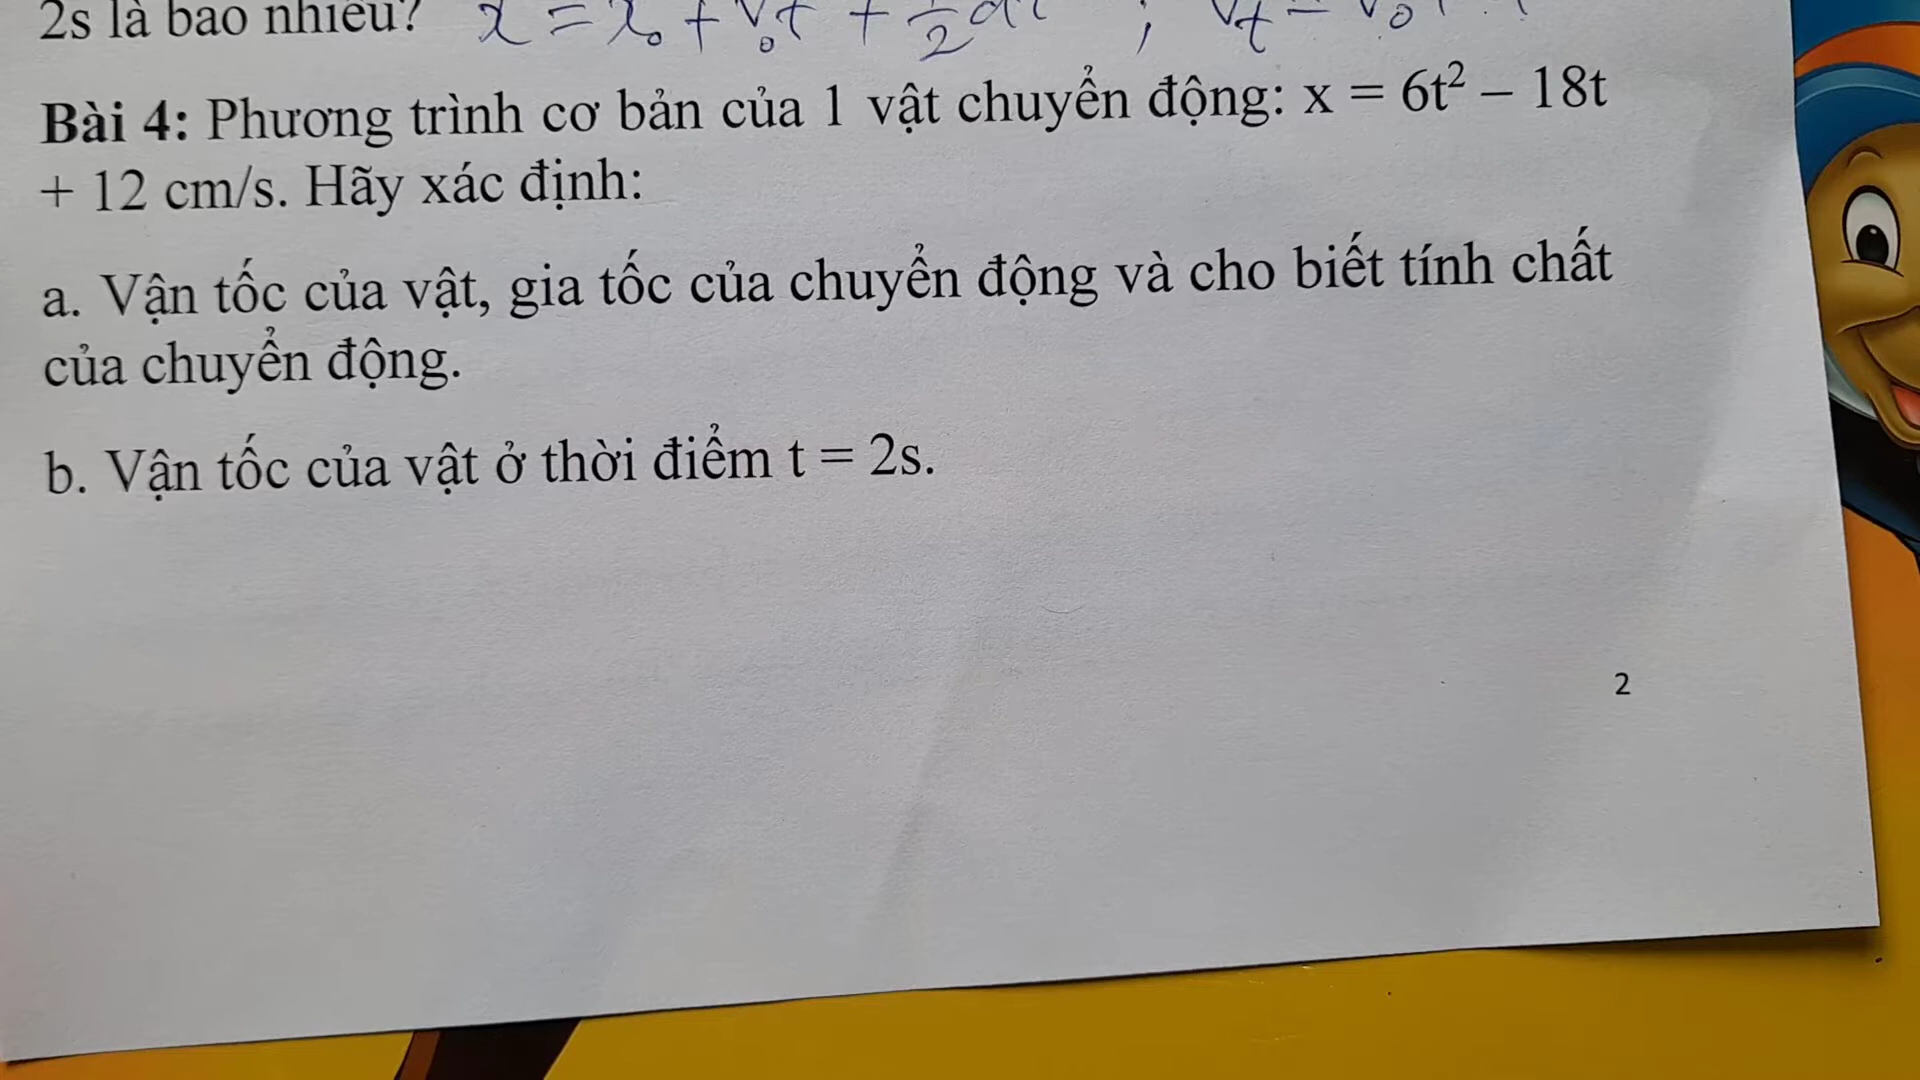 2s là bao nhiêu? x = x₀ + v₀t +
Bài 4: Phương trình cơ bản của 1 vật chuyển động: x = 6t² – 18t
+ 12 cm/s. Hãy xác định:
a. Vận tốc của vật, gia tốc của chuyển động và cho biết tính chất
của chuyển động.
b. Vận tốc của vật ở thời điểm t = 2s.
2